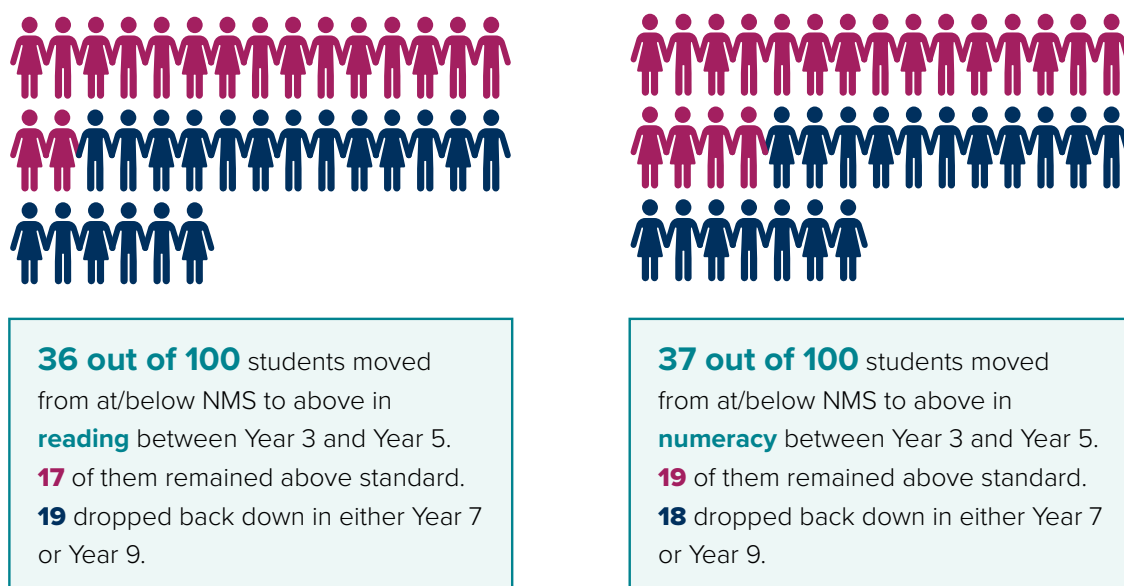 36 out of 100 students moved
from at/below NMS to above in
reading between Year 3 and Year 5.
17 of them remained above standard.
19 dropped back down in either Year 7
or Year 9.
37 out of 100 students moved
from at/below NMS to above in
numeracy between Year 3 and Year 5.
19 of them remained above standard.
18 dropped back down in either Year 7
or Year 9.